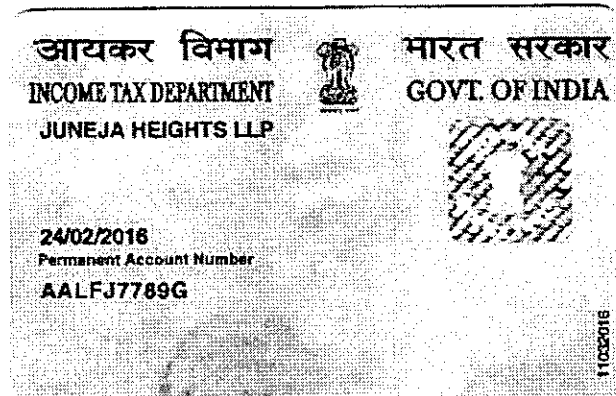 आयकर विभाग
भारत सरकार
INCOME TAX DEPARTMENT
GOVT. OF INDIA
JUNEJA HEIGHTS LLP
24/02/2016
Permanent Account Number
AALFJ7789G
11032016